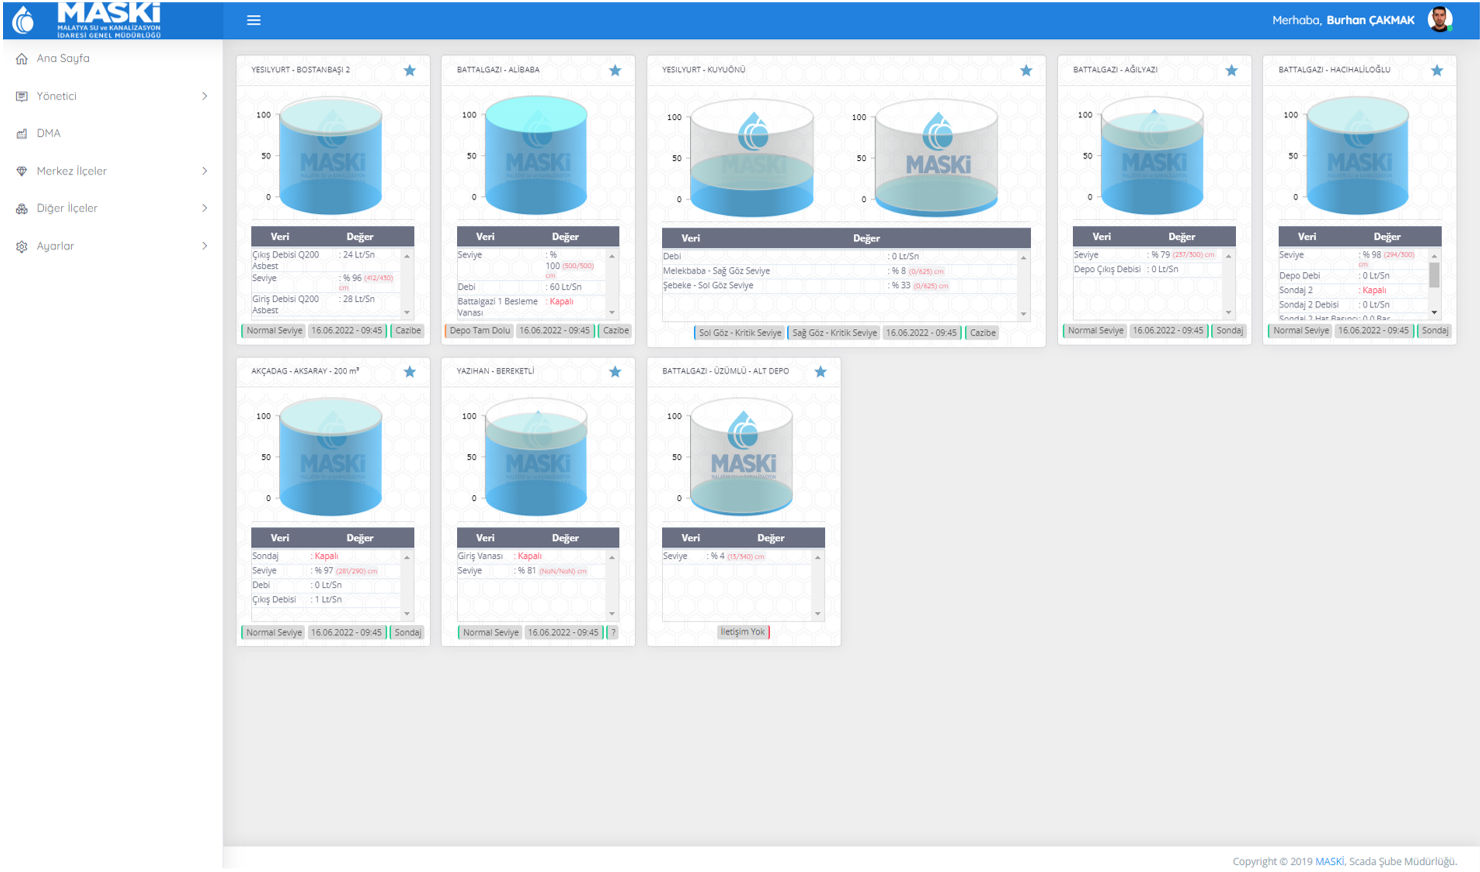 MASKİ
MALATYA SU ve KANALİZASYON
İDARESİ GENEL MÜDÜRLÜĞÜ
Merhaba, Burhan ÇAKMAK
Ana Sayfa
Yönetici
DMA
Merkez İlçeler
Diğer İlçeler
Ayarlar
YESILYURT - BOSTANBAŞI 2
100
50
0
MASKİ
Veri Değer
Çıkış Debisi Q200 Asbest : 24 Lt/Sn
Seviye : % 96 (412/430) cm
Giriş Debisi Q200 Asbest : 28 Lt/Sn
Normal Seviye 16.06.2022 - 09:45 Cazibe
BATTALGAZI - ALİBABA
100
50
0
MASKİ
Veri Değer
Seviye : % 100 (500/500) cm
Debi : 60 Lt/Sn
Battalgazi 1 Besleme Vanası : Kapalı
Depo Tam Dolu 16.06.2022 - 09:45 Cazibe
YESILYURT - KUYUÖNÜ
100 100
50 50
0 0
MASKİ
Veri Değer
Debi : 0 Lt/Sn
Melekbaba - Sağ Göz Seviye : % 8 (0/625) cm
Şebeke - Sol Göz Seviye : % 33 (0/625) cm
Sol Göz - Kritik Seviye Sağ Göz - Kritik Seviye 16.06.2022 - 09:45 Cazibe
BATTALGAZI - AĞILYAZI
100
50
0
MASKİ
Veri Değer
Seviye : % 79 (237/300) cm
Depo Çıkış Debisi : 0 Lt/Sn
Normal Seviye 16.06.2022 - 09:45 Sondaj
BATTALGAZI - HACIHALİLOĞLU
100
50
0
MASKİ
Veri Değer
Seviye : % 98 (294/300) cm
Depo Debi : 0 Lt/Sn
Sondaj 2 : Kapalı
Sondaj 2 Debisi : 0 Lt/Sn
Sondaj 2 Hat Basıncı : 0.0 Bar
Normal Seviye 16.06.2022 - 09:45 Sondaj
AKÇADAG - AKSARAY - 200 m³
100
50
0
MASKİ
Veri Değer
Sondaj : Kapalı
Seviye : % 97 (281/290) cm
Debi : 0 Lt/Sn
Çıkış Debisi : 1 Lt/Sn
Normal Seviye 16.06.2022 - 09:45 Sondaj
YAZIHAN - BEREKETLİ
100
50
0
MASKİ
Veri Değer
Giriş Vanası : Kapalı
Seviye : % 81 (NaN/NaN) cm
Normal Seviye 16.06.2022 - 09:45 ?
BATTALGAZI - ÜZÜMLÜ - ALT DEPO
100
50
0
MASKİ
Veri Değer
Seviye : % 4 (13/340) cm
İletişim Yok
Copyright © 2019 MASKİ, Scada Şube Müdürlüğü.